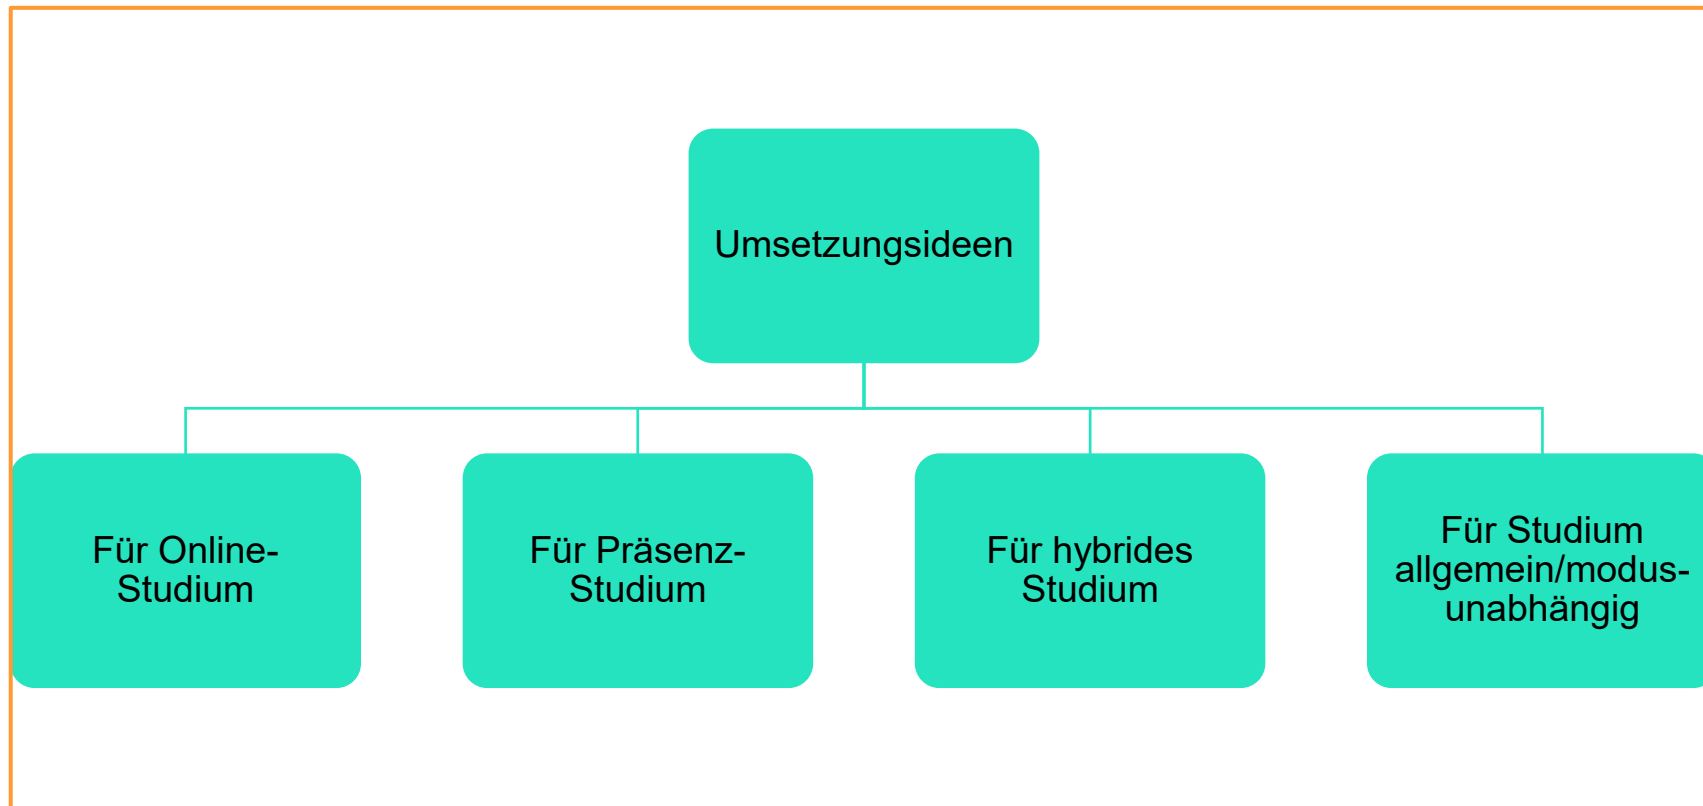 Umsetzungsideen
Für Online-
Studium
Für Präsenz-
Studium
Für hybrides
Studium
Für Studium
allgemein/modus-
unabhängig